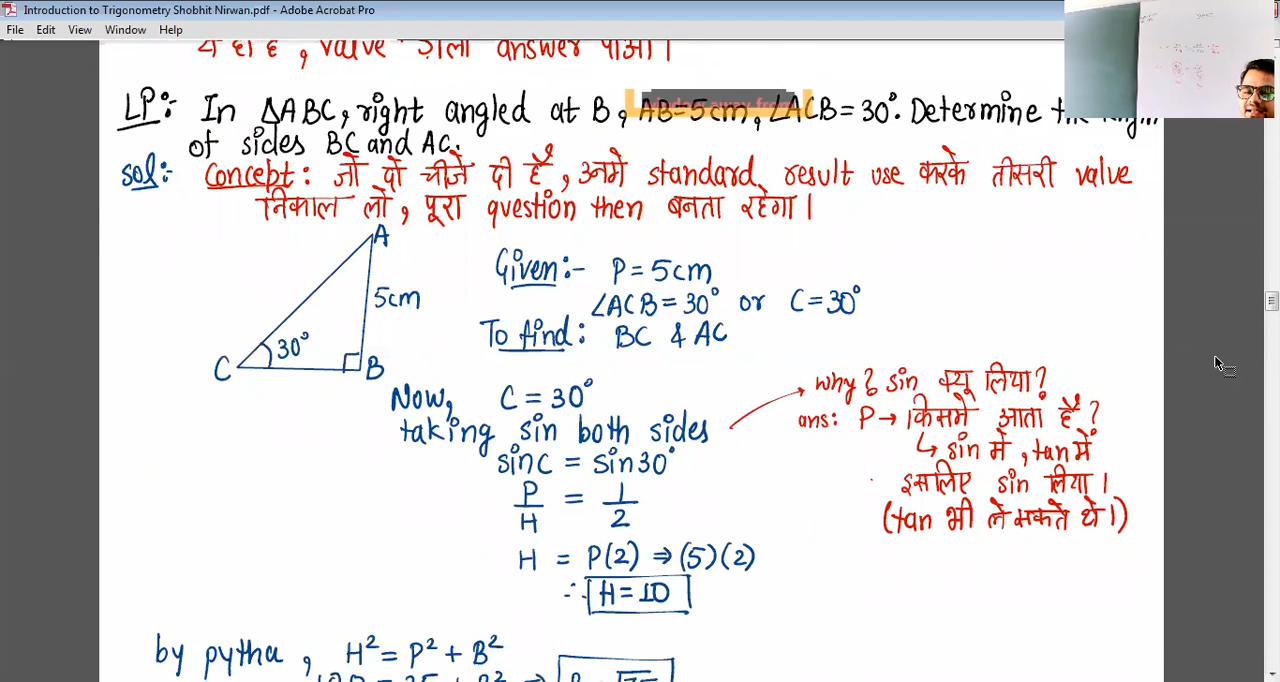 Introduction to Trigonometry Shobhit Nirwan.pdf - Adobe Acrobat Pro
File Edit View Window Help
value डाला answer पाओ।
LP:- In ΔABC, right angled at B, AB=5cm, ∠ACB=30°. Determine the
of sides BC and AC.
Sol:- Concept: जो दो चीजें दी हैं, उनमे standard result use करके तीसरी value
निकाल लो, पूरा question then बनता रहेगा।
A
Given:- P=5cm
5cm
∠ACB=30° or C=30°
To find: BC & AC
30°
C
B
Now, C=30°
why? sin क्यू लिया?
taking sin both sides
ans: P→ किसमे आता है?
sinC = sin30°
↳ sin में, tan में
P/H = 1/2
इसलिए sin लिया।
(tan भी ले सकते थे।)
H = P(2) ⇒ (5)(2)
∴ H=10
by pytha, H²=P²+B²